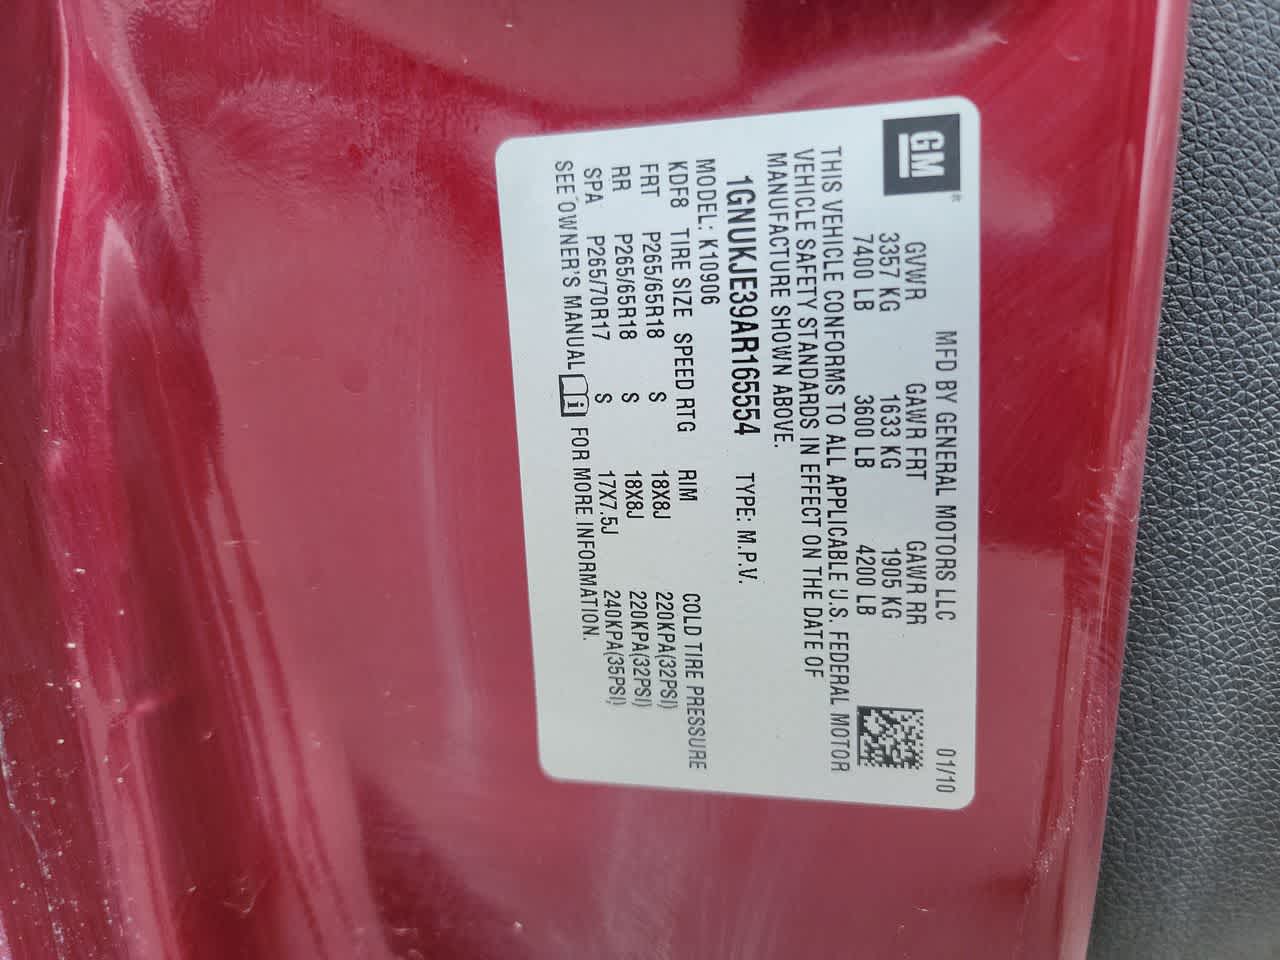 GM
MFD BY GENERAL MOTORS LLC 01/10
GVWR GAWR FRT GAWR RR
3357 KG 1633 KG 1905 KG
7400 LB 3600 LB 4200 LB
THIS VEHICLE CONFORMS TO ALL APPLICABLE U.S. FEDERAL MOTOR
VEHICLE SAFETY STANDARDS IN EFFECT ON THE DATE OF
MANUFACTURE SHOWN ABOVE.
1GNUKJE39AR165554 TYPE: M.P.V.
MODEL: K10906
KDF8 TIRE SIZE SPEED RTG RIM COLD TIRE PRESSURE
FRT P265/65R18 S 18X8J 220KPA(32PSI)
RR P265/65R18 S 18X8J 220KPA(32PSI)
SPA P265/70R17 S 17X7.5J 240KPA(35PSI)
SEE OWNER'S MANUAL i FOR MORE INFORMATION.